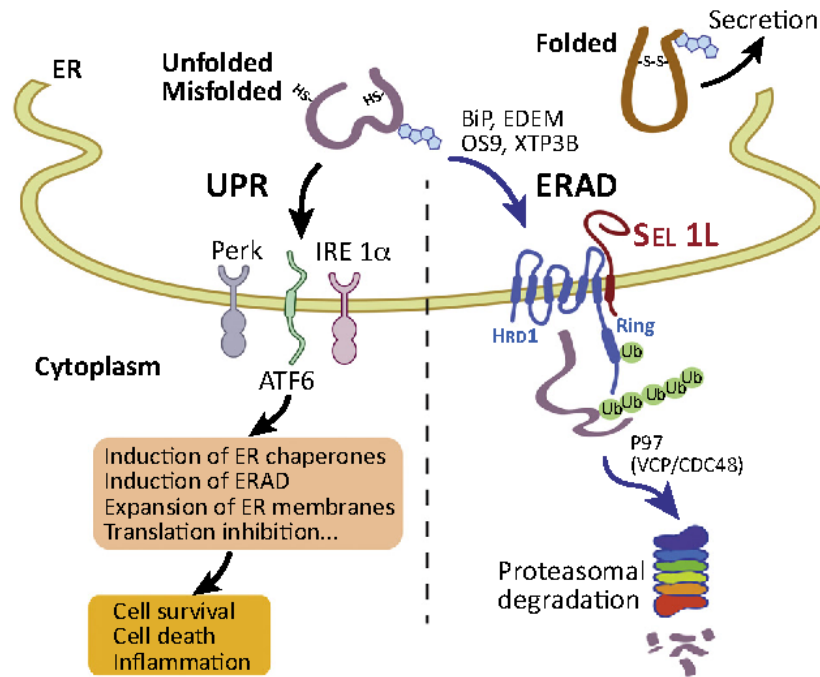 ER
Unfolded
Misfolded
HS-
HS-
Folded
-S-S-
Secretion
BiP, EDEM
OS9, XTP3B
UPR
ERAD
Perk
IRE 1α
ATF6
SEL 1L
HRD1
Ring
Ub
Ub
Ub
Ub
Ub
Ub
Cytoplasm
Induction of ER chaperones
Induction of ERAD
Expansion of ER membranes
Translation inhibition...
Cell survival
Cell death
Inflammation
P97
(VCP/CDC48)
Proteasomal
degradation